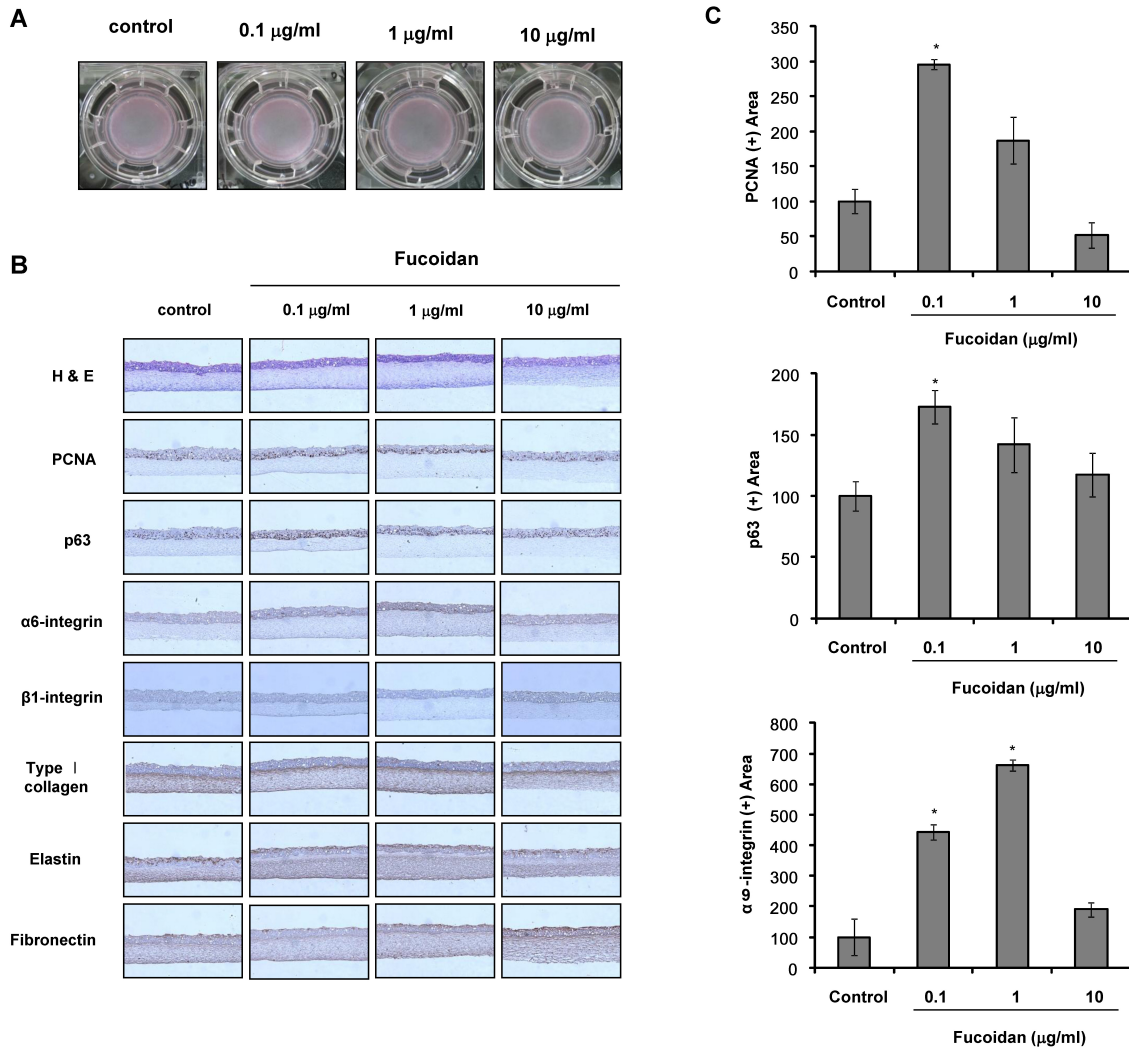 A
control
0.1 μg/ml
1 μg/ml
10 μg/ml
B
Fucoidan
control
0.1 μg/ml
1 μg/ml
10 μg/ml
H & E
PCNA
p63
α6-integrin
β1-integrin
Type Ⅰ
collagen
Elastin
Fibronectin
C
PCNA (+) Area
350
300
250
200
150
100
50
0
*
Control
0.1
1
10
Fucoidan (μg/ml)
p63 (+) Area
200
150
100
50
0
*
Control
0.1
1
10
Fucoidan (μg/ml)
α6-integrin (+) Area
800
700
600
500
400
300
200
100
0
*
*
Control
0.1
1
10
Fucoidan (μg/ml)